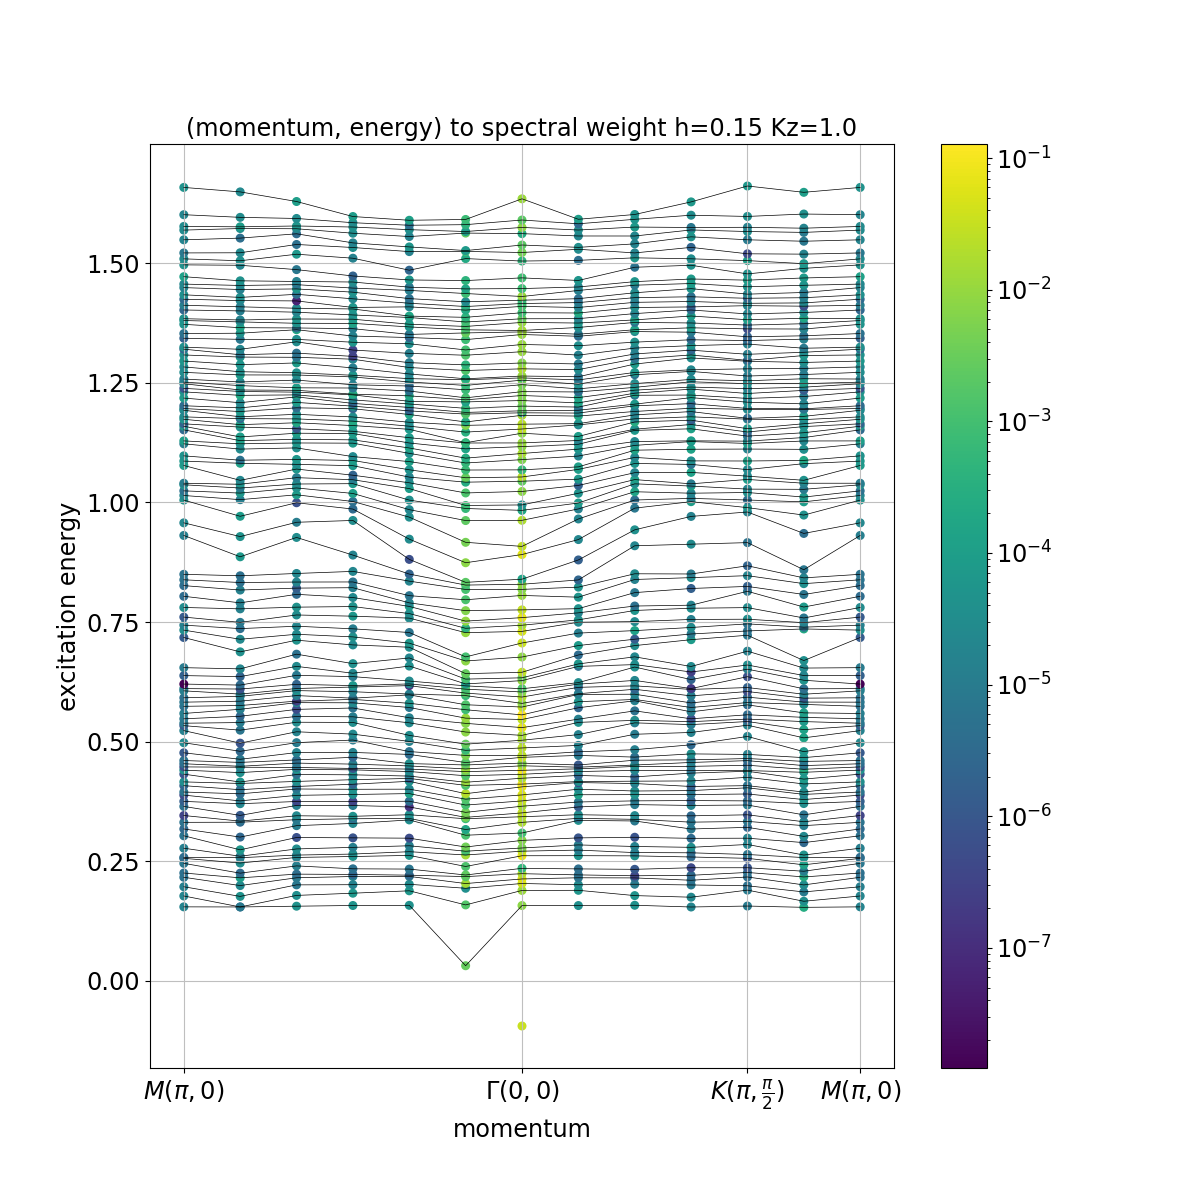 (momentum, energy) to spectral weight h=0.15 Kz=1.0
excitation energy
1.50
1.25
1.00
0.75
0.50
0.25
0.00
M(π, 0)
Γ(0, 0)
K(π, π/2)
M(π, 0)
momentum
10⁻¹
10⁻²
10⁻³
10⁻⁴
10⁻⁵
10⁻⁶
10⁻⁷